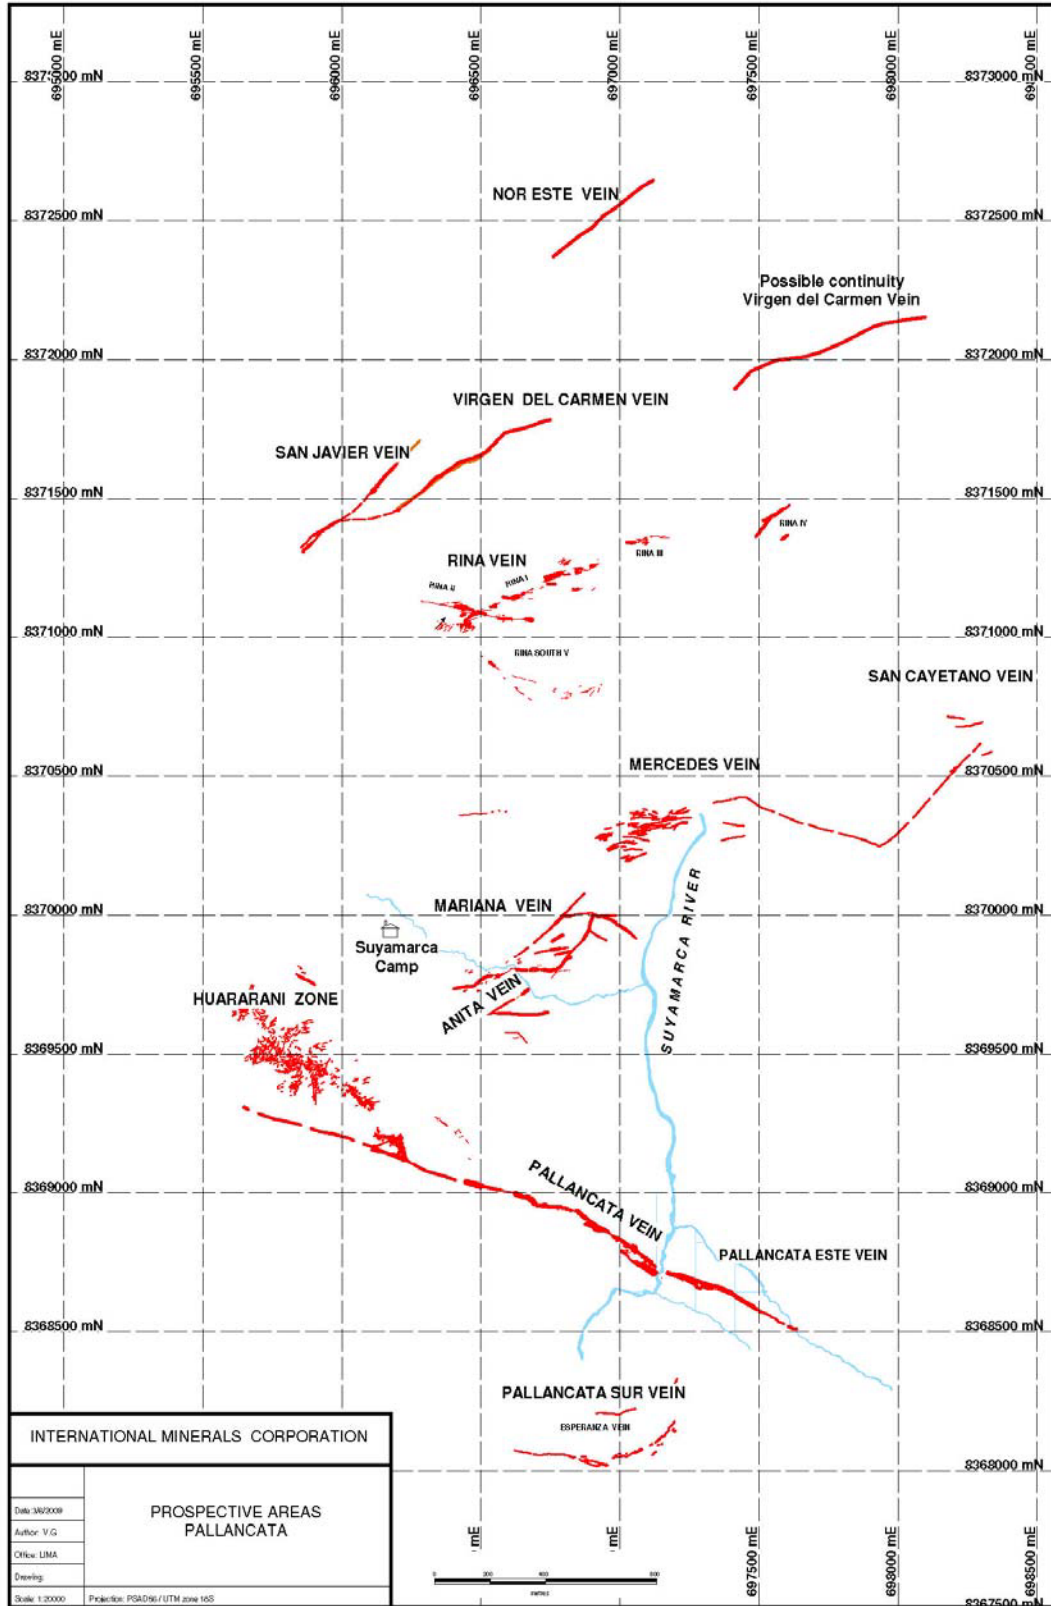 695000 mE
695500 mE
696000 mE
696500 mE
697000 mE
697500 mE
698000 mE
8373000 mN
8373000 mN
NOR ESTE VEIN
8372500 mN
8372500 mN
Possible continuity
Virgen del Carmen Vein
8372000 mN
8372000 mN
VIRGEN DEL CARMEN VEIN
SAN JAVIER VEIN
8371500 mN
8371500 mN
RINA IV
RINA III
RINA VEIN
RINA I
RINA II
8371000 mN
8371000 mN
RINA SOUTH V
SAN CAYETANO VEIN
MERCEDES VEIN
8370500 mN
8370500 mN
MARIANA VEIN
8370000 mN
8370000 mN
Suyamarca
Camp
SUYAMARCA RIVER
ANITA VEIN
HUARARANI ZONE
8369500 mN
8369500 mN
8369000 mN
8369000 mN
PALLANCATA VEIN
PALLANCATA ESTE VEIN
8368500 mN
8368500 mN
PALLANCATA SUR VEIN
ESPERANZA VEIN
8368000 mN
INTERNATIONAL MINERALS CORPORATION
PROSPECTIVE AREAS
PALLANCATA
Author: V.G
Office: LIMA
Drawing:
Scale: 1:20000
Projection: PSAD56 / UTM zone 18S
mE
mE
697500 mE
698000 mE
698500 mE
8367500 mN
0 200 400 800